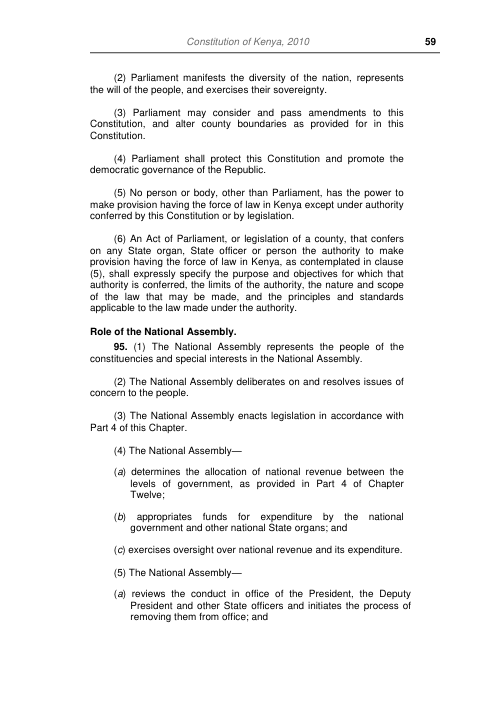 Constitution of Kenya, 2010 59
(2) Parliament manifests the diversity of the nation, represents
the will of the people, and exercises their sovereignty.
(3) Parliament may consider and pass amendments to this
Constitution, and alter county boundaries as provided for in this
Constitution.
(4) Parliament shall protect this Constitution and promote the
democratic governance of the Republic.
(5) No person or body, other than Parliament, has the power to
make provision having the force of law in Kenya except under authority
conferred by this Constitution or by legislation.
(6) An Act of Parliament, or legislation of a county, that confers
on any State organ, State officer or person the authority to make
provision having the force of law in Kenya, as contemplated in clause
(5), shall expressly specify the purpose and objectives for which that
authority is conferred, the limits of the authority, the nature and scope
of the law that may be made, and the principles and standards
applicable to the law made under the authority.
Role of the National Assembly.
95. (1) The National Assembly represents the people of the
constituencies and special interests in the National Assembly.
(2) The National Assembly deliberates on and resolves issues of
concern to the people.
(3) The National Assembly enacts legislation in accordance with
Part 4 of this Chapter.
(4) The National Assembly—
(a) determines the allocation of national revenue between the
levels of government, as provided in Part 4 of Chapter
Twelve;
(b) appropriates funds for expenditure by the national
government and other national State organs; and
(c) exercises oversight over national revenue and its expenditure.
(5) The National Assembly—
(a) reviews the conduct in office of the President, the Deputy
President and other State officers and initiates the process of
removing them from office; and